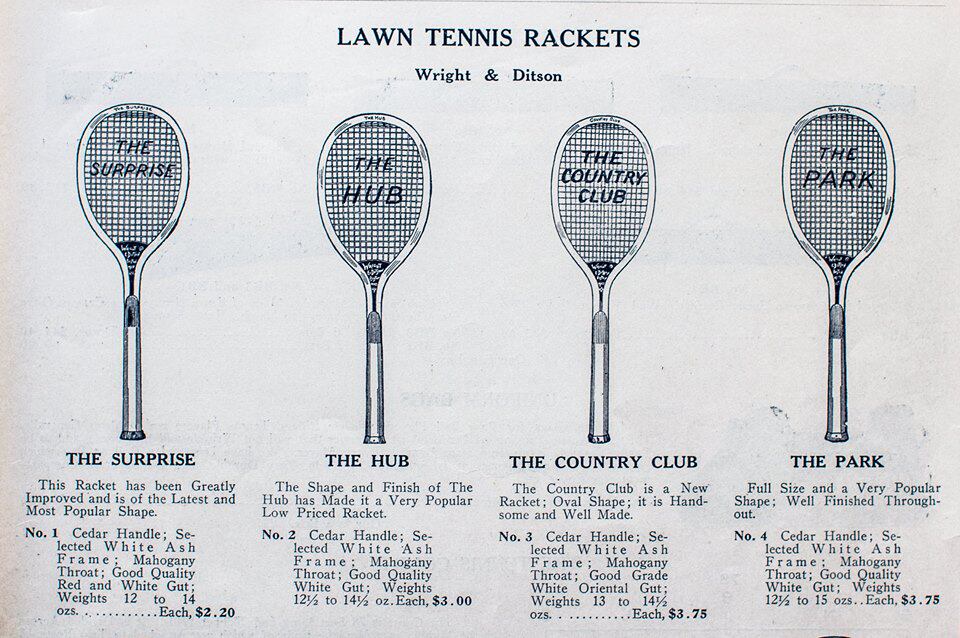 LAWN TENNIS RACKETS
Wright & Ditson
THE SURPRISE
THE
SURPRISE
THE HUB
THE
HUB
COUNTRY CLUB
THE
COUNTRY
CLUB
THE PARK
THE
PARK
THE SURPRISE
This Racket has been Greatly
Improved and is of the Latest and
Most Popular Shape.
No. 1 Cedar Handle; Se-
lected White Ash
Frame; Mahogany
Throat; Good Quality
Red and White Gut;
Weights 12 to 14
ozs. . . . . . . . . . . . Each, $2.20
THE HUB
The Shape and Finish of The
Hub has Made it a Very Popular
Low Priced Racket.
No. 2 Cedar Handle; Se-
lected White Ash
Frame; Mahogany
Throat; Good Quality
White Gut; Weights
12½ to 14½ oz. Each, $3.00
THE COUNTRY CLUB
The Country Club is a New
Racket; Oval Shape; it is Hand-
some and Well Made.
No. 3 Cedar Handle; Se-
lected White Ash
Frame; Mahogany
Throat; Good Grade
White Oriental Gut;
Weights 13 to 14½
ozs. . . . . . . . . . . Each, $3.75
THE PARK
Full Size and a Very Popular
Shape; Well Finished Through-
out.
No. 4 Cedar Handle; Se-
lected White Ash
Frame; Mahogany
Throat; Good Quality
White Gut; Weights
12½ to 15 ozs. . Each, $3.75